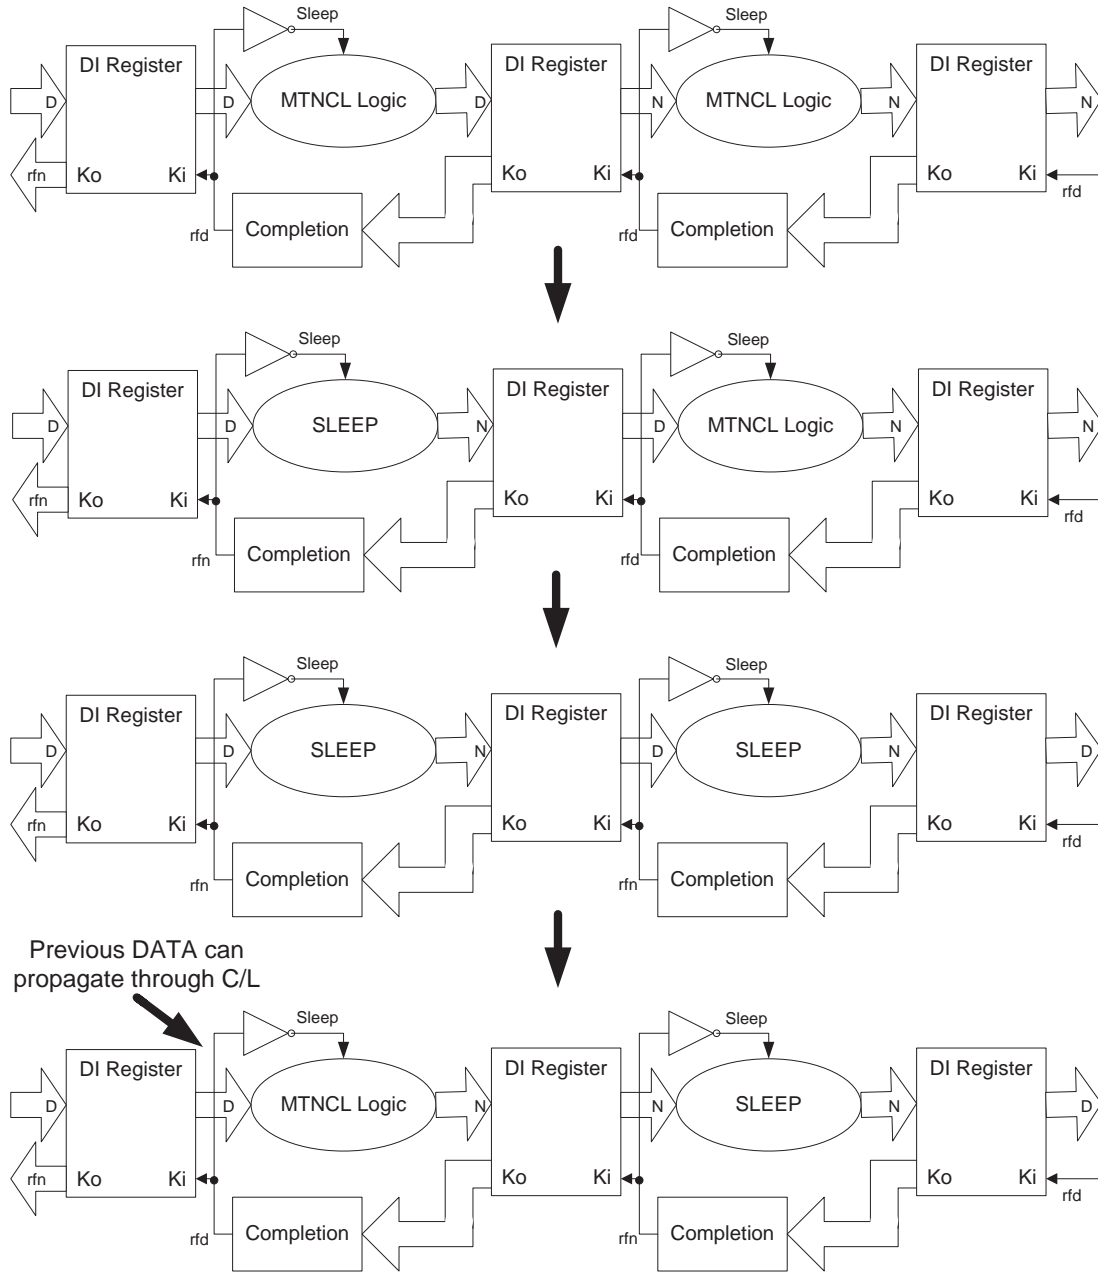 Sleep Sleep
DI Register DI Register DI Register
D D MTNCL Logic D N MTNCL Logic N N
rfn Ko Ki Ko Ki Ko Ki
rfd Completion rfd Completion rfd
Sleep Sleep
DI Register DI Register DI Register
D D SLEEP N D MTNCL Logic N N
rfn Ko Ki Ko Ki Ko Ki
rfn Completion rfd Completion rfd
Sleep Sleep
DI Register DI Register DI Register
D D SLEEP N D SLEEP N D
rfn Ko Ki Ko Ki Ko Ki
rfn Completion rfn Completion rfd
Previous DATA can
propagate through C/L
Sleep Sleep
DI Register DI Register DI Register
D D MTNCL Logic N N SLEEP N D
rfn Ko Ki Ko Ki Ko Ki
rfd Completion rfn Completion rfd